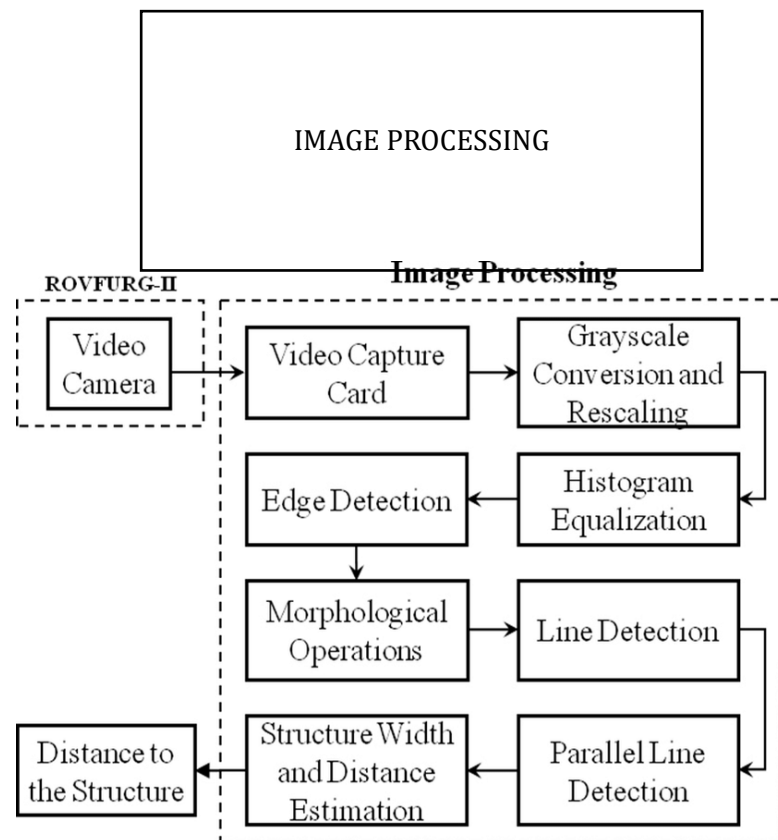 IMAGE PROCESSING
Image Processing
ROVFURG-II
Video
Camera
Video Capture
Card
Grayscale
Conversion and
Rescaling
Histogram
Equalization
Edge Detection
Morphological
Operations
Line Detection
Parallel Line
Detection
Structure Width
and Distance
Estimation
Distance to
the Structure